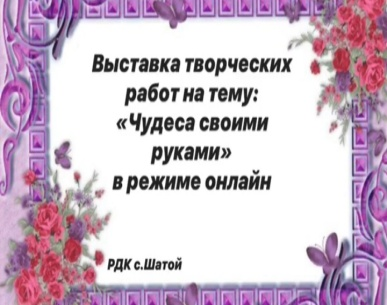 Выставка творческих
работ на тему:
«Чудеса своими
руками»
в режиме онлайн
РДК с.Шатой